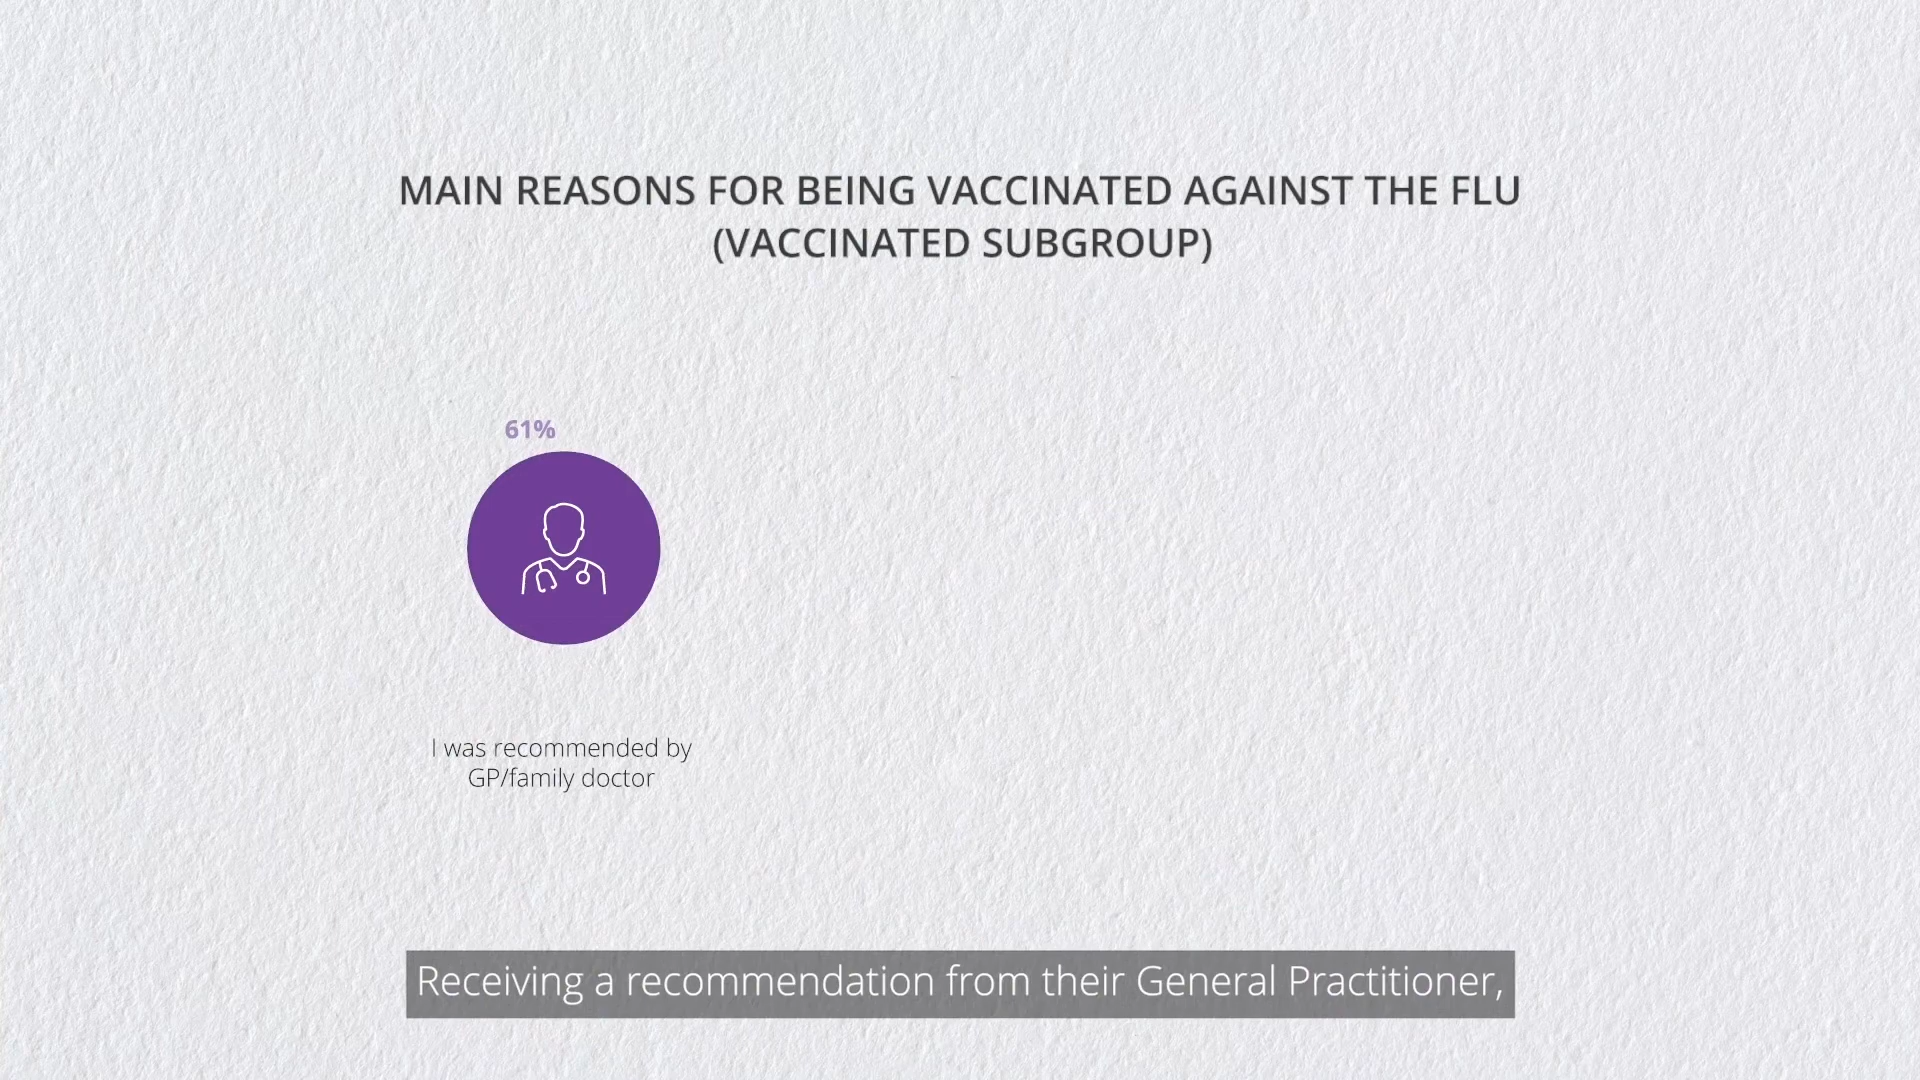 MAIN REASONS FOR BEING VACCINATED AGAINST THE FLU
(VACCINATED SUBGROUP)
61%
I was recommended by
GP/family doctor
Receiving a recommendation from their General Practitioner,